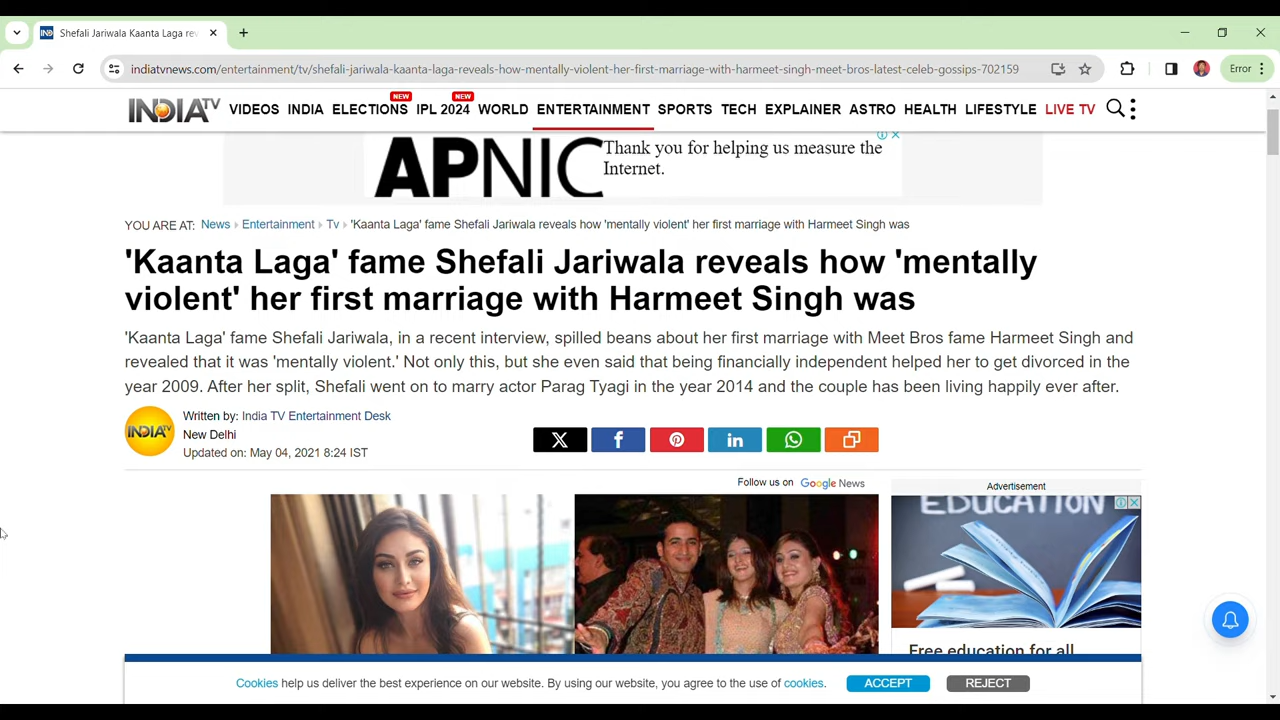 Shefali Jariwala Kaanta Laga rev
indiatvnews.com/entertainment/tv/shefali-jariwala-kaanta-laga-reveals-how-mentally-violent-her-first-marriage-with-harmeet-singh-meet-bros-latest-celeb-gossips-702159
Error
NEW NEW
INDIA TV VIDEOS INDIA ELECTIONS IPL 2024 WORLD ENTERTAINMENT SPORTS TECH EXPLAINER ASTRO HEALTH LIFESTYLE LIVE TV
APNIC
Thank you for helping us measure the
Internet.
YOU ARE AT: News Entertainment Tv 'Kaanta Laga' fame Shefali Jariwala reveals how 'mentally violent' her first marriage with Harmeet Singh was
'Kaanta Laga' fame Shefali Jariwala reveals how 'mentally
violent' her first marriage with Harmeet Singh was
'Kaanta Laga' fame Shefali Jariwala, in a recent interview, spilled beans about her first marriage with Meet Bros fame Harmeet Singh and
revealed that it was 'mentally violent.' Not only this, but she even said that being financially independent helped her to get divorced in the
year 2009. After her split, Shefali went on to marry actor Parag Tyagi in the year 2014 and the couple has been living happily ever after.
INDIA TV
Written by: India TV Entertainment Desk
New Delhi
Updated on: May 04, 2021 8:24 IST
Follow us on Google News
Advertisement
EDUCATION
Free education for all
Cookies help us deliver the best experience on our website. By using our website, you agree to the use of cookies. ACCEPT REJECT